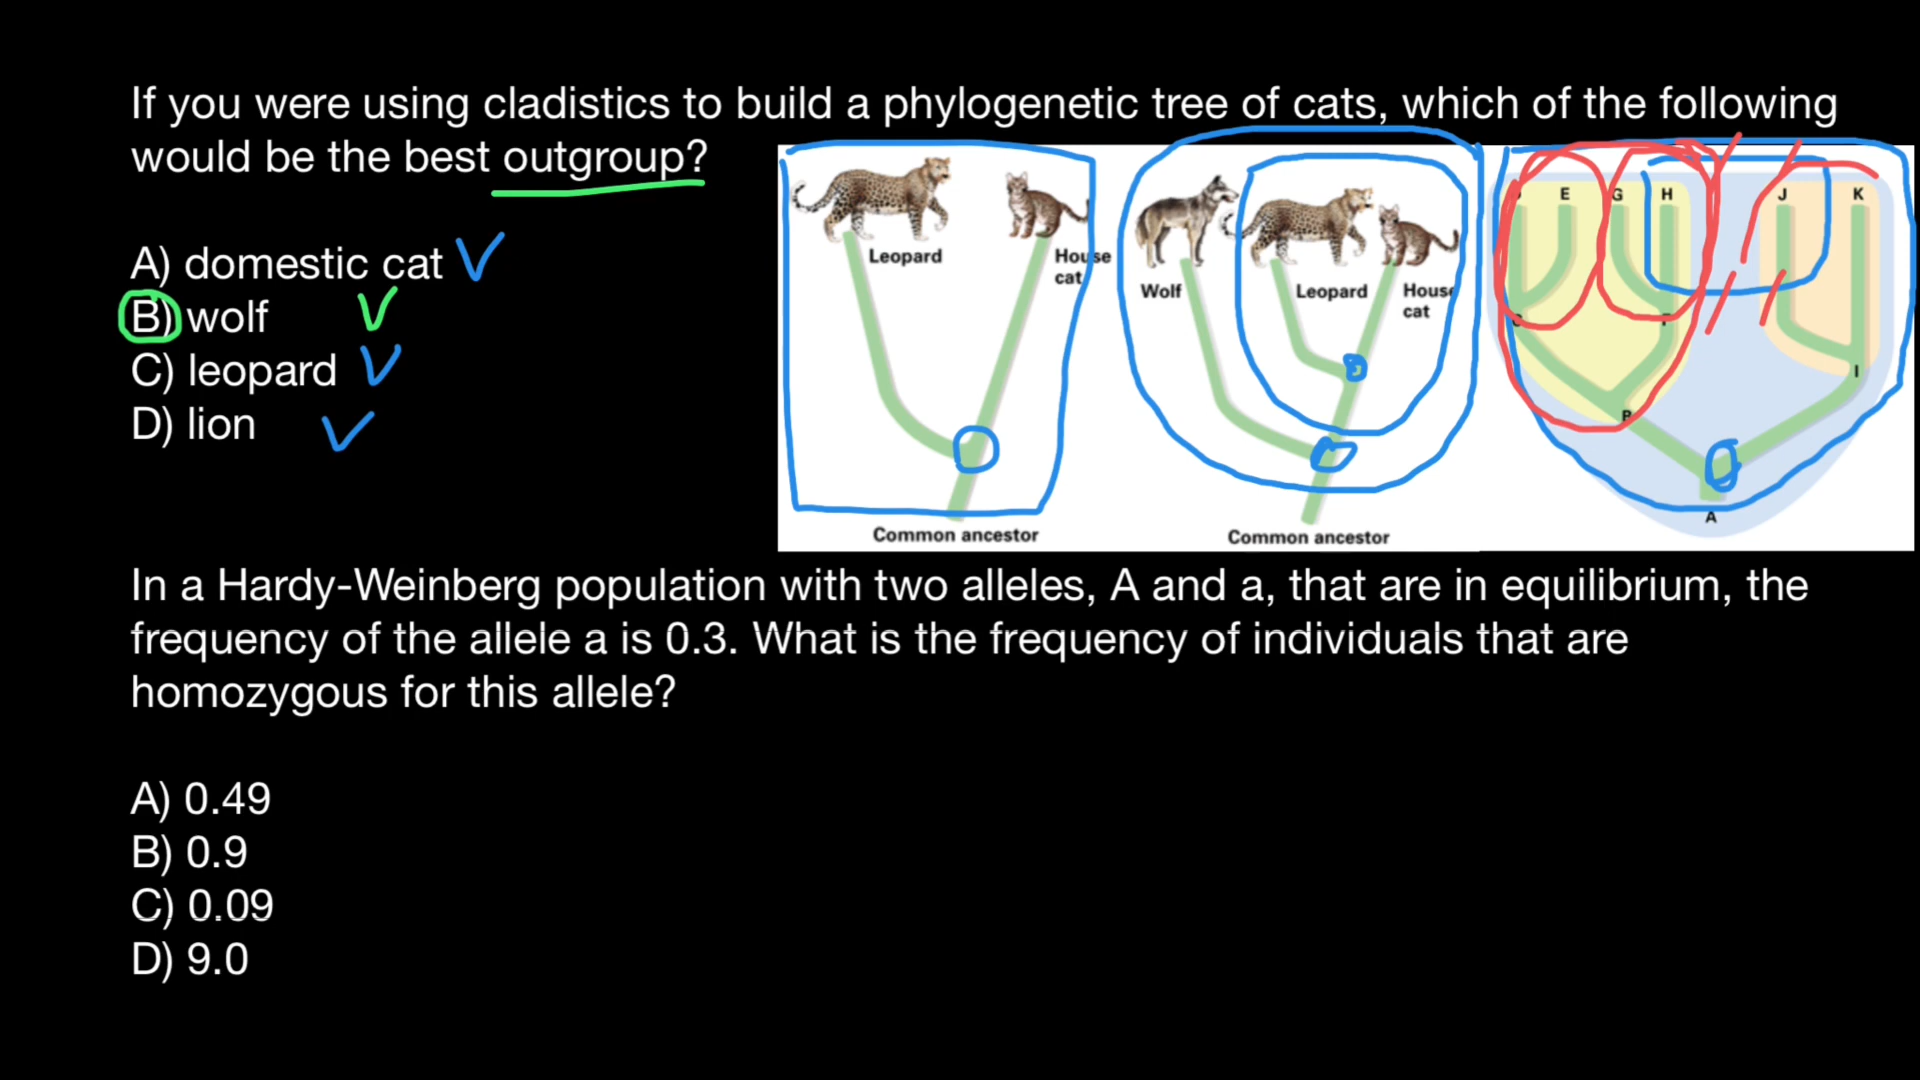 If you were using cladistics to build a phylogenetic tree of cats, which of the following
would be the best outgroup?
A) domestic cat
B) wolf
C) leopard
D) lion
Leopard
House
cat
Common ancestor
Wolf
Leopard
House
cat
Common ancestor
E
G
H
J
K
F
I
B
A
In a Hardy-Weinberg population with two alleles, A and a, that are in equilibrium, the
frequency of the allele a is 0.3. What is the frequency of individuals that are
homozygous for this allele?
A) 0.49
B) 0.9
C) 0.09
D) 9.0